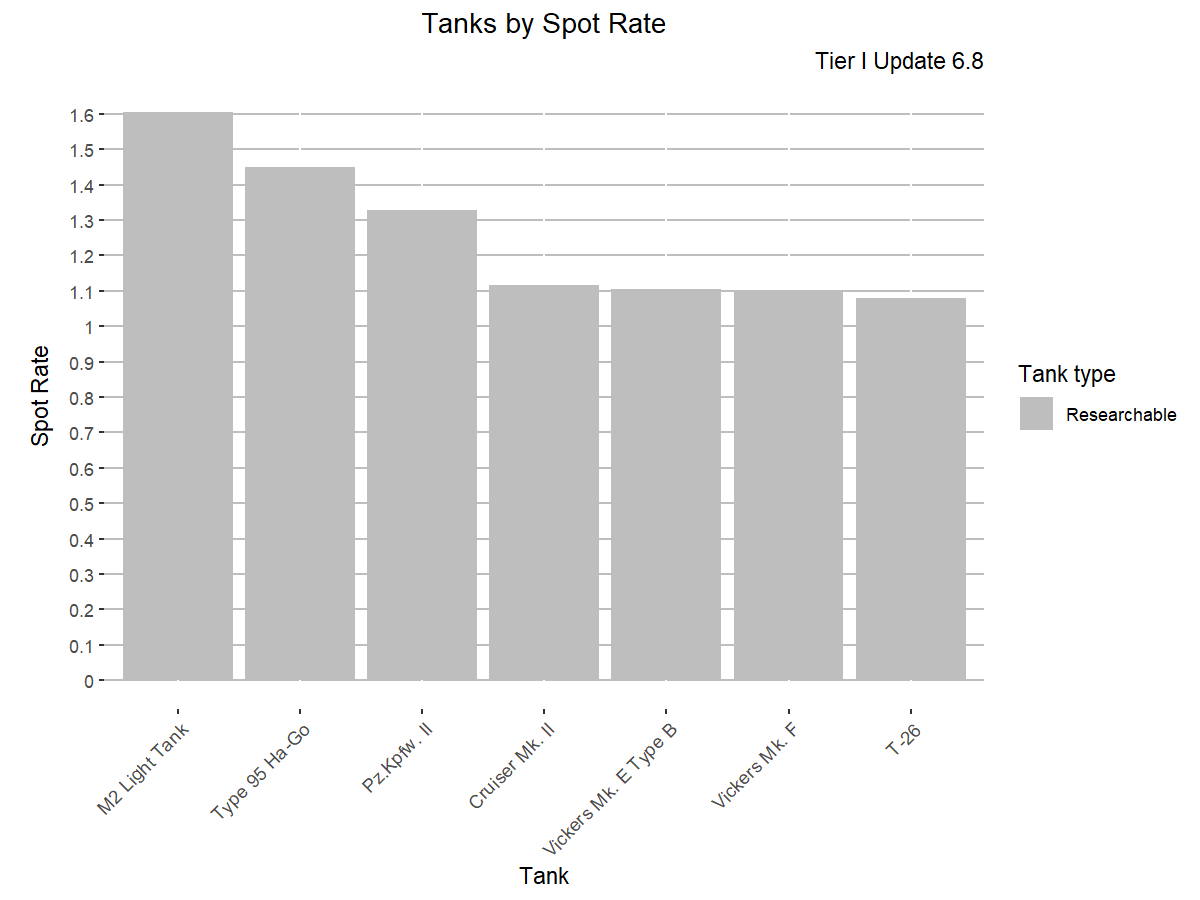 Tanks by Spot Rate
Tier I Update 6.8
1.6
1.5
1.4
1.3
1.2
1.1
1
0.9
0.8
0.7
0.6
0.5
0.4
0.3
0.2
0.1
0
Spot Rate
M2 Light Tank
Type 95 Ha-Go
Pz.Kpfw. II
Cruiser Mk. II
Vickers Mk. E Type B
Vickers Mk. F
T-26
Tank
Tank type
Researchable